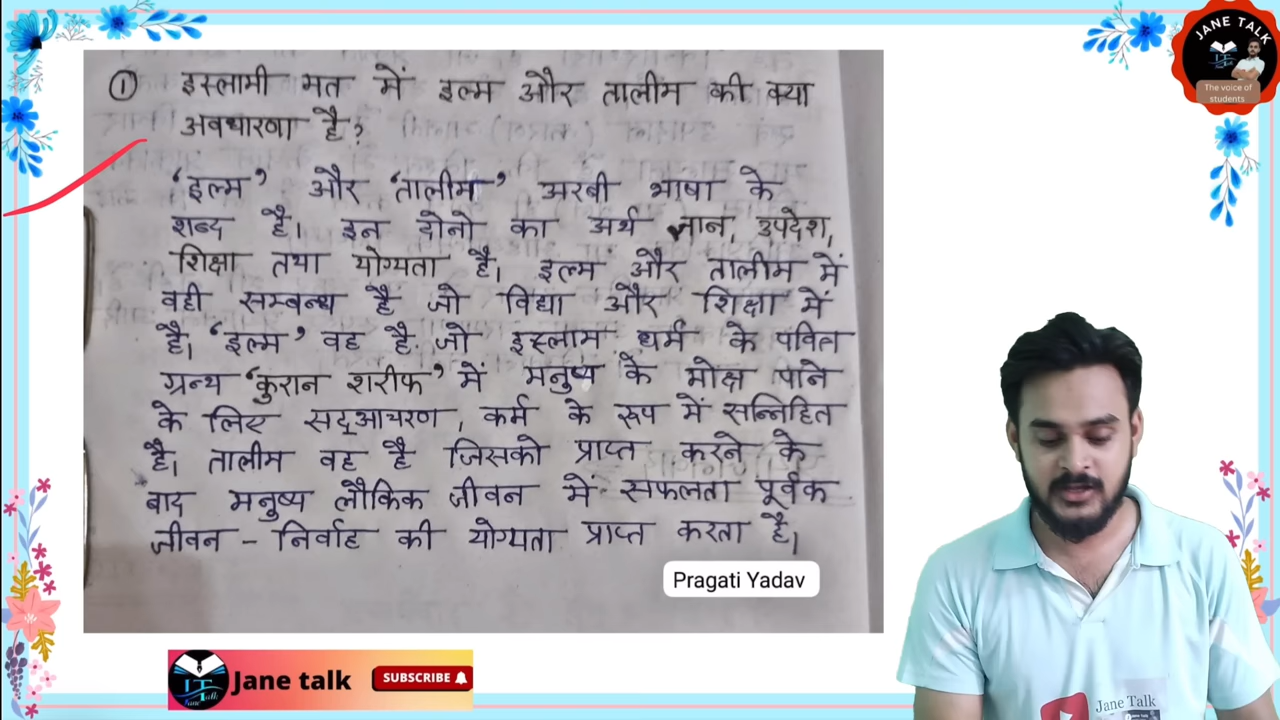 JANE TALK
The voice of
students
① इस्लामी मत में इल्म और तालीम की क्या
अवधारणा है?
'इल्म' और 'तालीम' अरबी भाषा के
शब्द है। इन दोनो का अर्थ ज्ञान, उपदेश,
शिक्षा तथा योग्यता है। इल्म और तालीम में
वही सम्बन्ध है जो विद्या और शिक्षा में
है। 'इल्म' वह है जो इस्लाम धर्म के पवित्र
ग्रन्थ 'कुरान शरीफ' में मनुष्य के मोक्ष पाने
के लिए सद्आचरण, कर्म के रूप में सन्निहित
है। तालीम वह है जिसको प्राप्त करने के
बाद मनुष्य लौकिक जीवन में सफलता पूर्वक
जीवन - निर्वाह की योग्यता प्राप्त करता है।
Pragati Yadav
Jane talk
SUBSCRIBE
Jane Talk